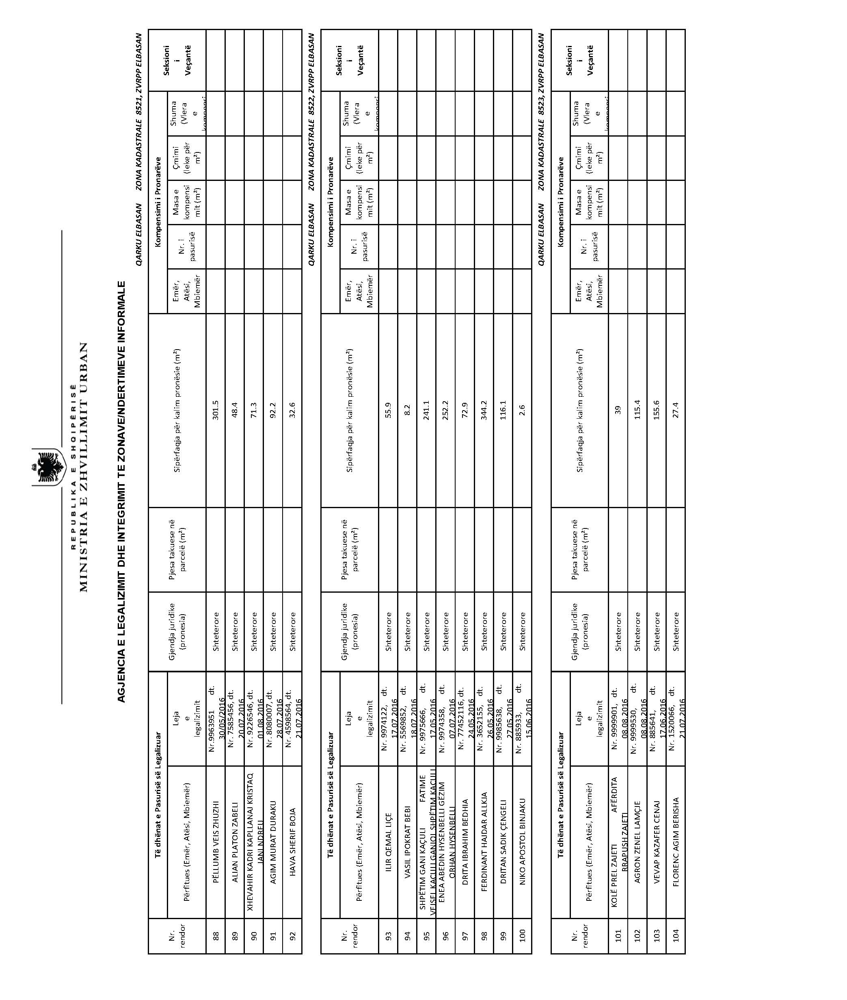 REPUBLIKA E SHQIPËRISË
MINISTRIA E ZHVILLIMIT URBAN
AGJENCIA E LEGALIZIMIT DHE INTEGRIMIT TE ZONAVE/NDERTIMEVE INFORMALE
QARKU ELBASAN ZONA KADASTRALE 8521, ZVRPP ELBASAN
Nr. rendor
Të dhënat e Pasurisë së Legalizuar
Gjendja juridike (pronesia)
Pjesa takuese në parcelë (m²)
Sipërfaqja për kalim pronësie (m²)
Kompensimi i Pronarëve
Seksioni i Veçantë
Përfitues (Emër, Atësi, Mbiemër)
Leja e legalizimit
Emër, Atësi, Mbiemër
Nr. i pasurisë
Masa e kompensimit (m²)
Çmimi (leke për m²)
Shuma (Vlera e kompensi
88 PËLLUMB VEIS ZHUZHI Nr.9963951 dt. 30/05/2016 Shteterore 301.5
89 ALIAN PLATON ZABELI Nr. 7585456, dt. 20.07.2016 Shteterore 48.4
90 XHEVAHIR KADRI KAPLLANAJ KRISTAQ JANI NDREU Nr. 9226546, dt. 01.08.2016 Shteterore 71.3
91 AGIM MURAT DURAKU Nr. 8080007, dt. 28.07.2016 Shteterore 92.2
92 HAVA SHERIF BOJA Nr. 4598564, dt. 21.07.2016 Shteterore 32.6
QARKU ELBASAN ZONA KADASTRALE 8522, ZVRPP ELBASAN
Nr. rendor
Të dhënat e Pasurisë së Legalizuar
Gjendja juridike (pronesia)
Pjesa takuese në parcelë (m²)
Sipërfaqja për kalim pronësie (m²)
Kompensimi i Pronarëve
Seksioni i Veçantë
Përfitues (Emër, Atësi, Mbiemër)
Leja e legalizimit
Emër, Atësi, Mbiemër
Nr. i pasurisë
Masa e kompensimit (m²)
Çmimi (leke për m²)
Shuma (Vlera e kompensi
93 ILIR QEMAL LIÇE Nr. 9974122, dt. 17.07.2016 Shteterore 55.9
94 VASIL IPOKRAT BEBI Nr. 5569852, dt. 18.07.2016 Shteterore 8.2
95 SHPËTIM GANI KAÇULI FATIME VEISEL KAÇULI GANIOL SHPËTIM KAÇULI Nr. 9975666, dt. 17.05.2016 Shteterore 241.1
96 ENEA ABEDIN HYSENBELLI GËZIM ORHAN HYSENBELLI Nr. 9974358, dt. 07.07.2016 Shteterore 252.2
97 DRITA IBRAHIM BEDHIA Nr. 77452116, dt. 24.05.2016 Shteterore 72.9
98 FERDINANT HAJDAR ALLKJA Nr. 3652155, dt. 26.05.2016 Shteterore 344.2
99 DRITAN SADIK ÇENGELI Nr. 9985638, dt. 27.05.2016 Shteterore 116.1
100 NIKO APOSTOL BINJAKU Nr. 885933, dt. 15.06.2016 Shteterore 2.6
QARKU ELBASAN ZONA KADASTRALE 8523, ZVRPP ELBASAN
Nr. rendor
Të dhënat e Pasurisë së Legalizuar
Gjendja juridike (pronesia)
Pjesa takuese në parcelë (m²)
Sipërfaqja për kalim pronësie (m²)
Kompensimi i Pronarëve
Seksioni i Veçantë
Përfitues (Emër, Atësi, Mbiemër)
Leja e legalizimit
Emër, Atësi, Mbiemër
Nr. i pasurisë
Masa e kompensimit (m²)
Çmimi (leke për m²)
Shuma (Vlera e kompensi
101 KOLË PREL ZAJETI AFËRDITA RRAPUSH ZAJETI Nr. 9999901, dt. 08.08.2016 Shteterore 39
102 AGRON ZENEL LAMÇJE Nr. 9999530, dt. 08.08.2016 Shteterore 115.4
103 VEVAP KAZAFER CENAJ Nr. 885641, dt. 17.06.2016 Shteterore 155.6
104 FLORENC AGIM BERISHA Nr. 1520066, dt. 21.07.2016 Shteterore 27.4